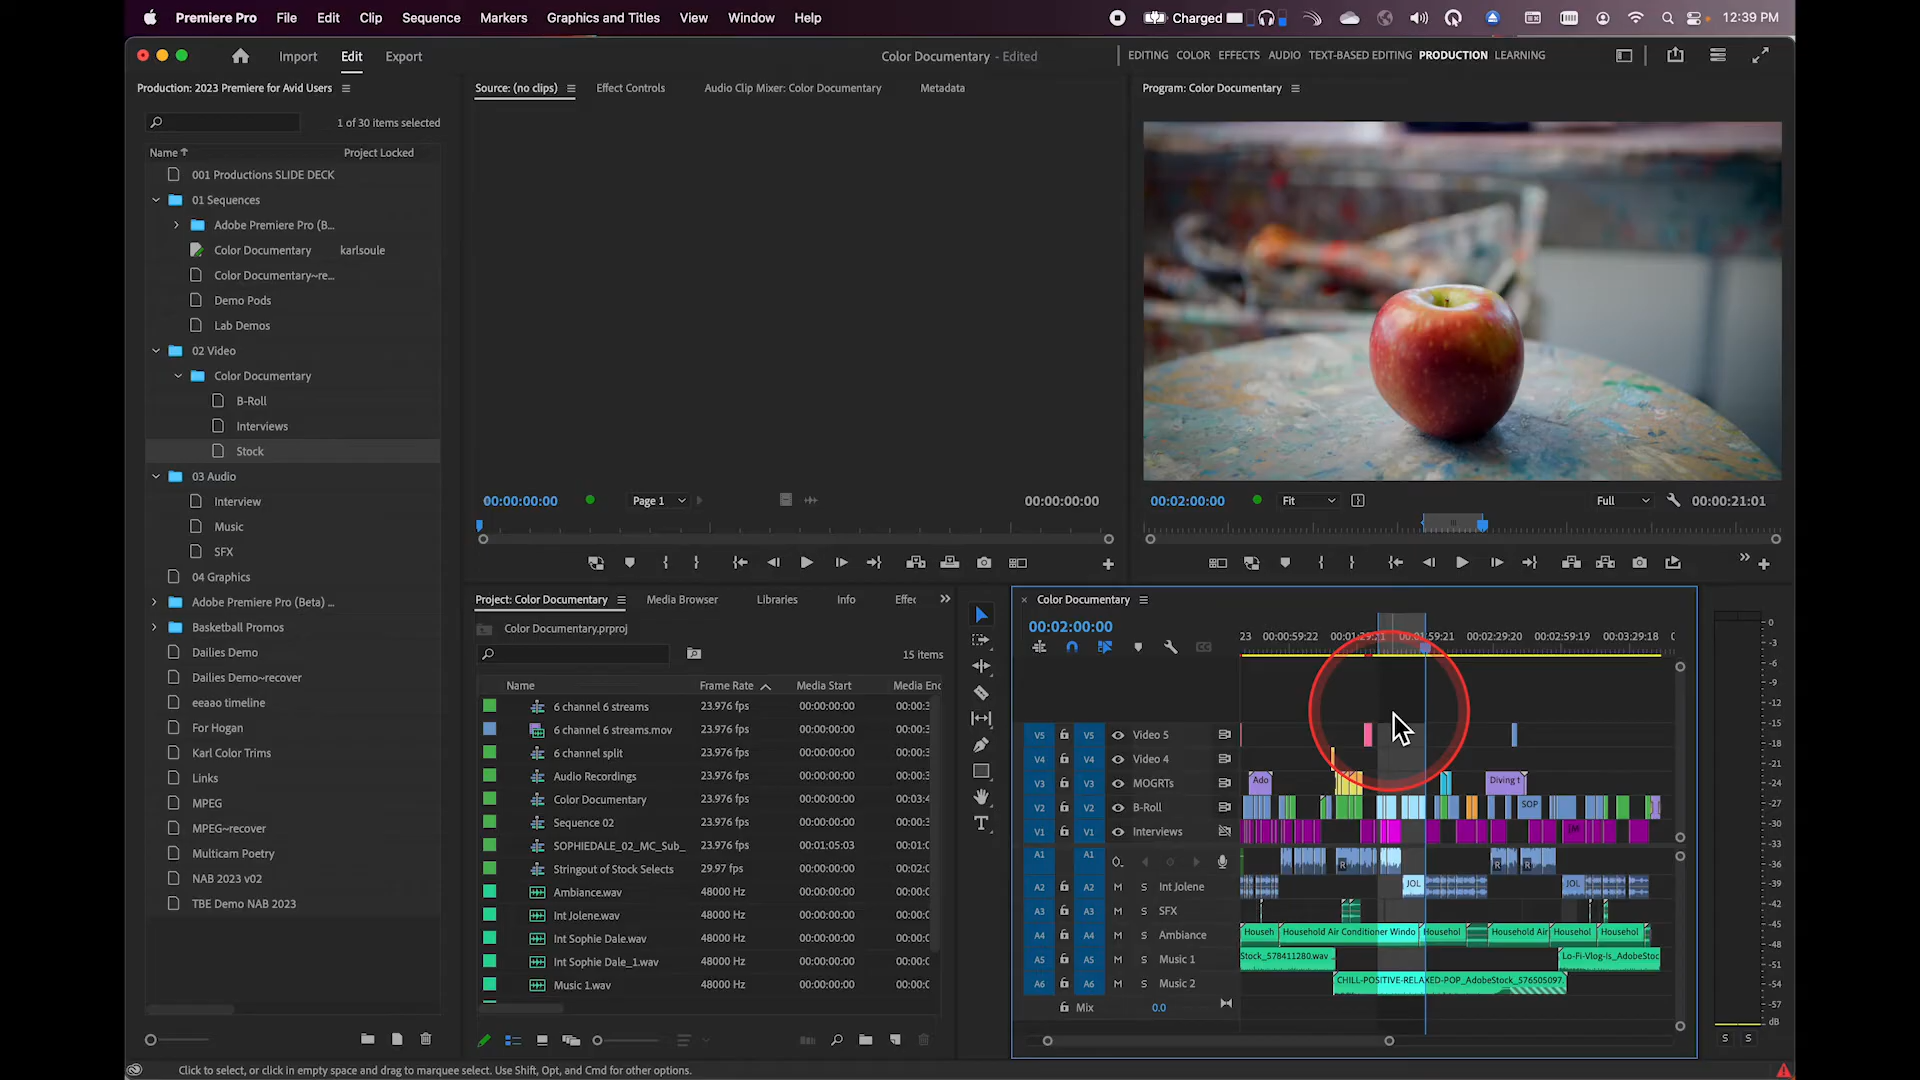 Premiere Pro File Edit Clip Sequence Markers Graphics and Titles View Window Help Charged 12:39 PM
Import Edit Export Color Documentary - Edited EDITING COLOR EFFECTS AUDIO TEXT-BASED EDITING PRODUCTION LEARNING
Production: 2023 Premiere for Avid Users
1 of 30 items selected
Name Project Locked
001 Productions SLIDE DECK
01 Sequences
Adobe Premiere Pro (B...
Color Documentary karlsoule
Color Documentary~re...
Demo Pods
Lab Demos
02 Video
Color Documentary
B-Roll
Interviews
Stock
03 Audio
Interview
Music
SFX
04 Graphics
Adobe Premiere Pro (Beta) ...
Basketball Promos
Dailies Demo
Dailies Demo~recover
eeaao timeline
For Hogan
Karl Color Trims
Links
MPEG
MPEG~recover
Multicam Poetry
NAB 2023 v02
TBE Demo NAB 2023
Source: (no clips) Effect Controls Audio Clip Mixer: Color Documentary Metadata
00:00:00:00 Page 1 00:00:00:00
Program: Color Documentary
00:02:00:00 Fit Full 00:00:21:01
Project: Color Documentary Media Browser Libraries Info Effec
Color Documentary.prproj
15 items
Name Frame Rate Media Start Media Enc
6 channel 6 streams 23.976 fps 00:00:00:00 00:00:3
6 channel 6 streams.mov 23.976 fps 00:00:00:00 00:00:3
6 channel split 23.976 fps 00:00:00:00 00:00:3
Audio Recordings 23.976 fps 00:00:00:00 00:00:3
Color Documentary 23.976 fps 00:00:00:00 00:03:4
Sequence 02 23.976 fps 00:00:00:00 00:00:0
SOPHIEDALE_02_MC_Sub_ 23.976 fps 00:01:05:03 00:01:0
Stringout of Stock Selects 29.97 fps 00:00:00:00 00:02:0
Ambiance.wav 48000 Hz 00:00:00:00 00:00:0
Int Jolene.wav 48000 Hz 00:00:00:00 00:00:0
Int Sophie Dale.wav 48000 Hz 00:00:00:00 00:00:0
Int Sophie Dale_1.wav 48000 Hz 00:00:00:00 00:00:0
Music 1.wav 48000 Hz 00:00:00:00 00:00:0
Color Documentary
00:02:00:00
23 00:00:59:22 00:01:29:21 00:01:59:21 00:02:29:20 00:02:59:19 00:03:29:18
V5 V5 Video 5
V4 V4 Video 4
V3 V3 MOGRTs Ado Diving t
V2 V2 B-Roll SOP
V1 V1 Interviews
A1 A1 R R R
A2 A2 M S Int Jolene JOL JOL
A3 A3 M S SFX
A4 A4 M S Ambiance Househ Household Air Conditioner Windo Househol Household Air Househol Househol
A5 A5 M S Music 1 Stock_578411280.wav Lo-Fi-Vlog-Is_AdobeStoc
A6 A6 M S Music 2 CHILL-POSITIVE-RELAXED-POP_AdobeStock_576505097.
Mix 0.0
0
-3
-6
-9
-12
-15
-18
-21
-24
-27
-30
-33
-36
-39
-42
-45
-48
-51
-54
-57
dB
S S
Click to select, or click in empty space and drag to marquee select. Use Shift, Opt, and Cmd for other options.